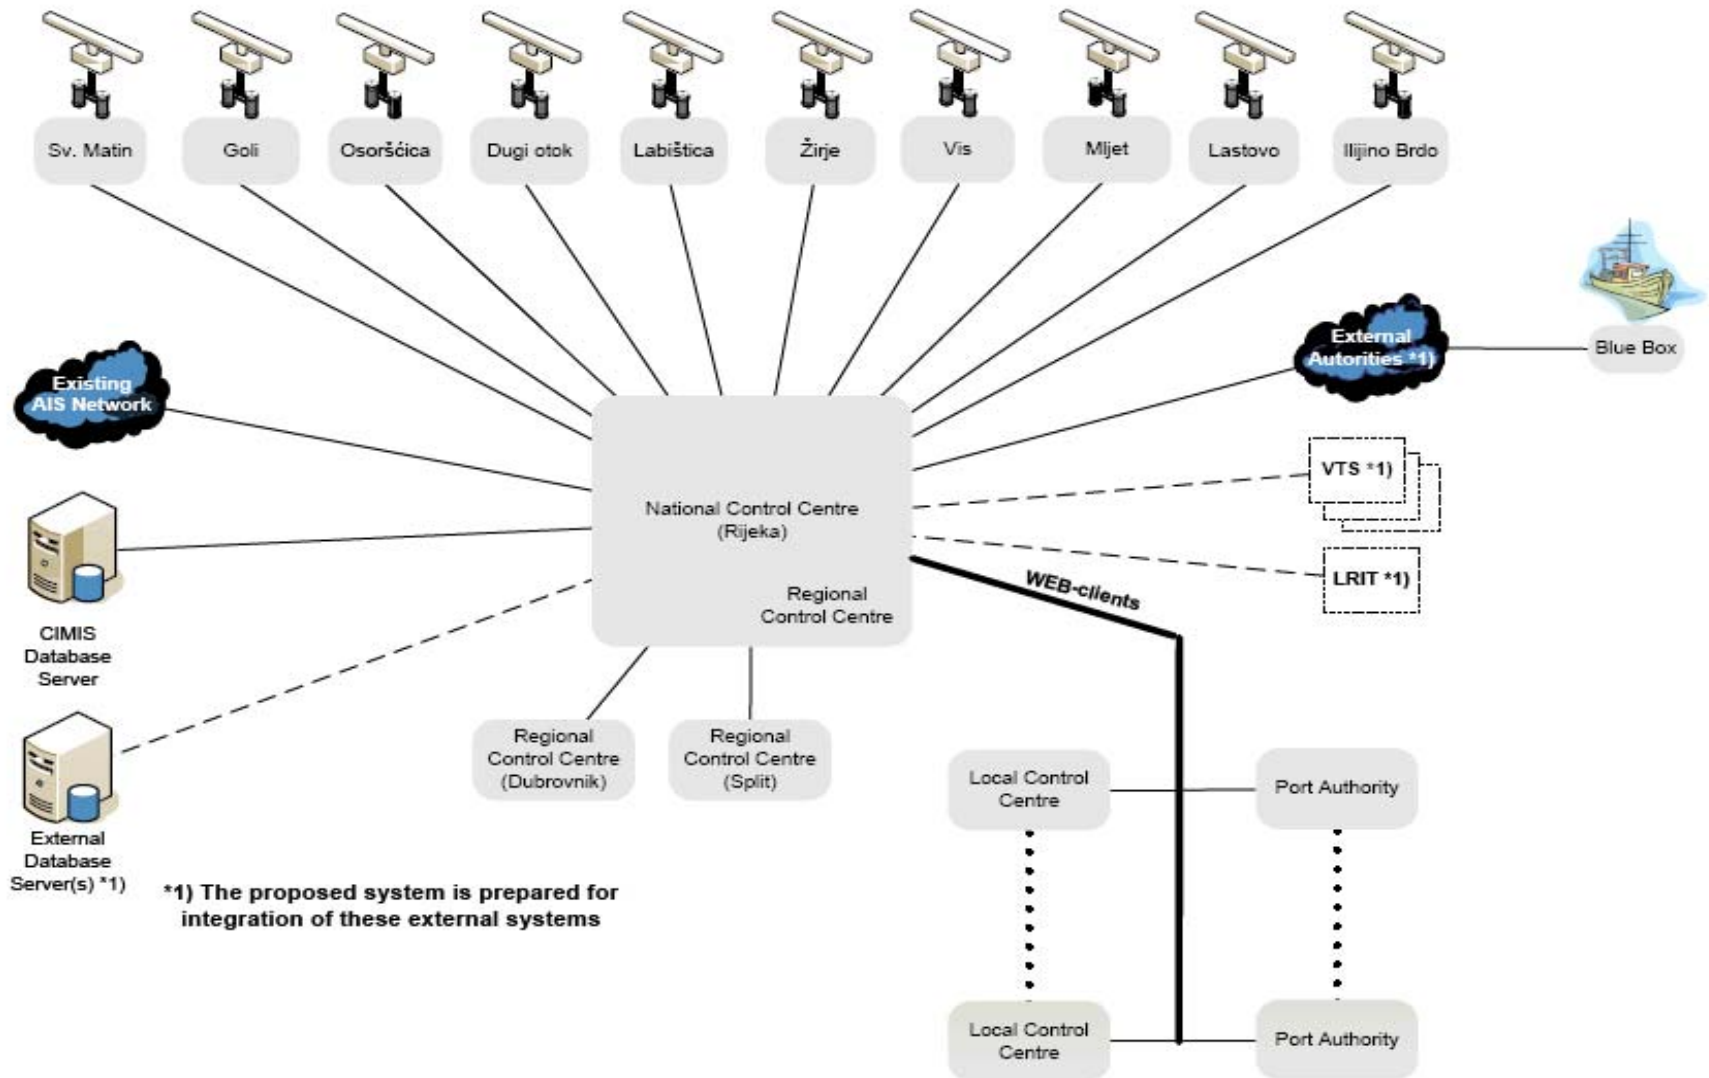 Sv. Matin
Goli
Osoršćica
Dugi otok
Labištica
Žirje
Vis
Mljet
Lastovo
Ilijino Brdo
Existing
AIS Network
External
Autorities *1)
Blue Box
VTS *1)
LRIT *1)
National Control Centre
(Rijeka)
Regional
Control Centre
WEB-clients
CIMIS
Database
Server
External
Database
Server(s) *1)
Regional
Control Centre
(Dubrovnik)
Regional
Control Centre
(Split)
*1) The proposed system is prepared for
integration of these external systems
Local Control
Centre
Port Authority
Local Control
Centre
Port Authority